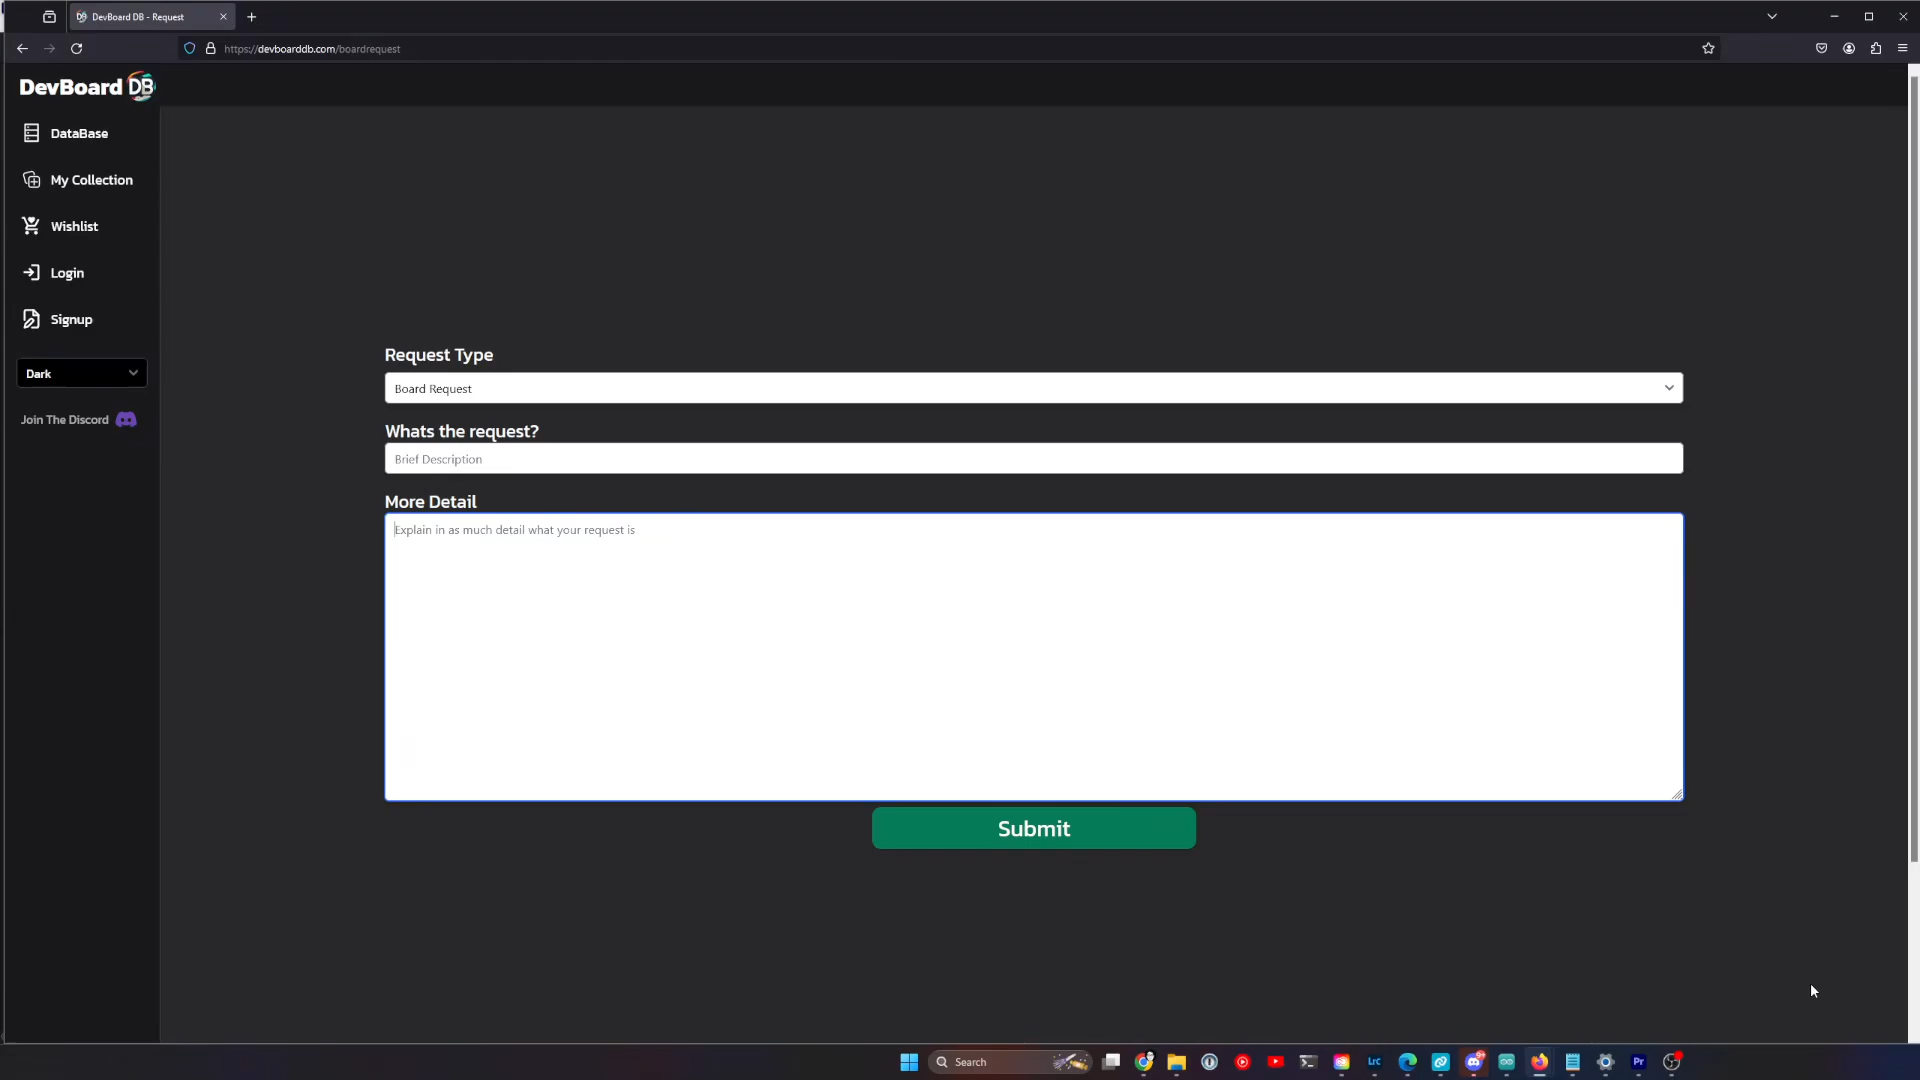 DevBoard DB - Request
https://devboarddb.com/boardrequest
DevBoard DB
DataBase
My Collection
Wishlist
Login
Signup
Dark
Join The Discord
Request Type
Board Request
Whats the request?
Brief Description
More Detail
Explain in as much detail what your request is
Submit
Search
Lrc
Pr